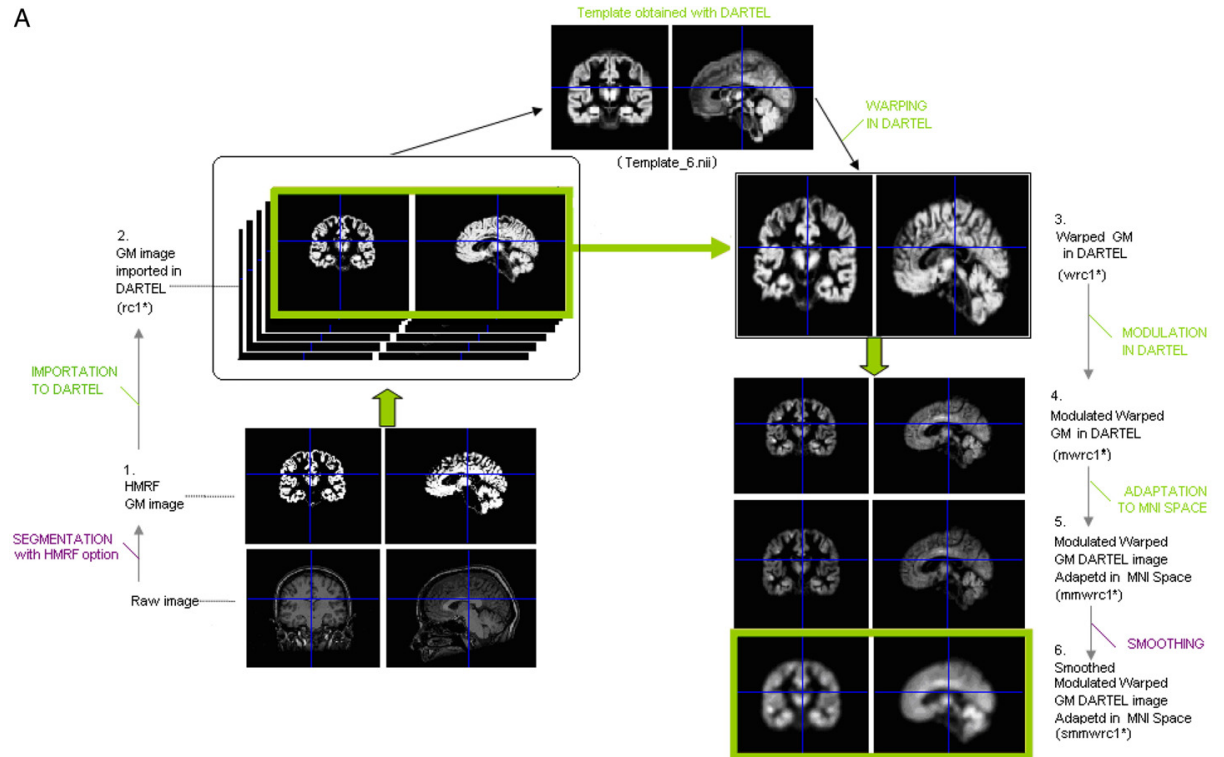 A
Template obtained with DARTEL
(Template_6.nii)
WARPING
IN DARTEL
2.
GM image
imported in
DARTEL
(rc1*)
IMPORTATION
TO DARTEL
1.
HMRF
GM image
SEGMENTATION
with HMRF option
Raw image
3.
Warped GM
in DARTEL
(wrc1*)
MODULATION
IN DARTEL
4.
Modulated Warped
GM in DARTEL
(mwrc1*)
ADAPTATION
TO MNI SPACE
5.
Modulated Warped
GM DARTEL image
Adapetd in MNI Space
(mmwrc1*)
SMOOTHING
6.
Smoothed
Modulated Warped
GM DARTEL image
Adapetd in MNI Space
(smmwrc1*)